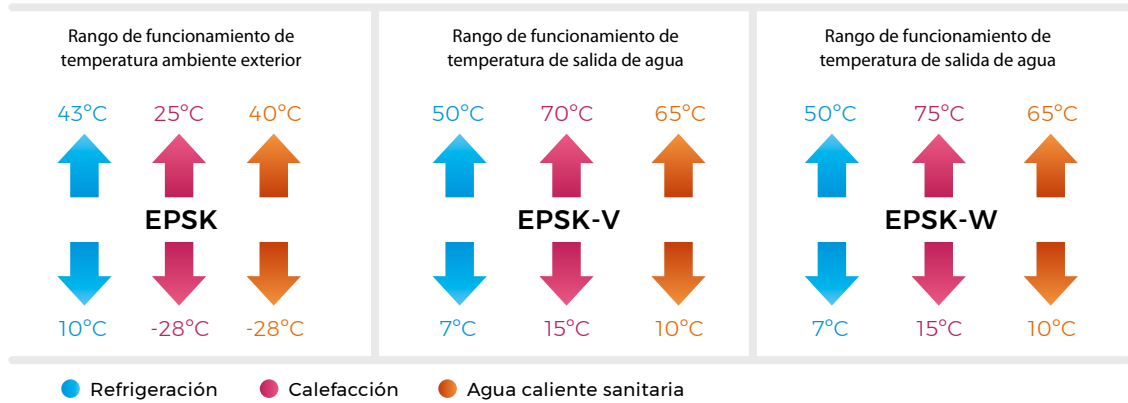 Rango de funcionamiento de
temperatura ambiente exterior
43°C 25°C 40°C
EPSK
10°C -28°C -28°C
Rango de funcionamiento de
temperatura de salida de agua
50°C 70°C 65°C
EPSK-V
7°C 15°C 10°C
Rango de funcionamiento de
temperatura de salida de agua
50°C 75°C 65°C
EPSK-W
7°C 15°C 10°C
Refrigeración Calefacción Agua caliente sanitaria